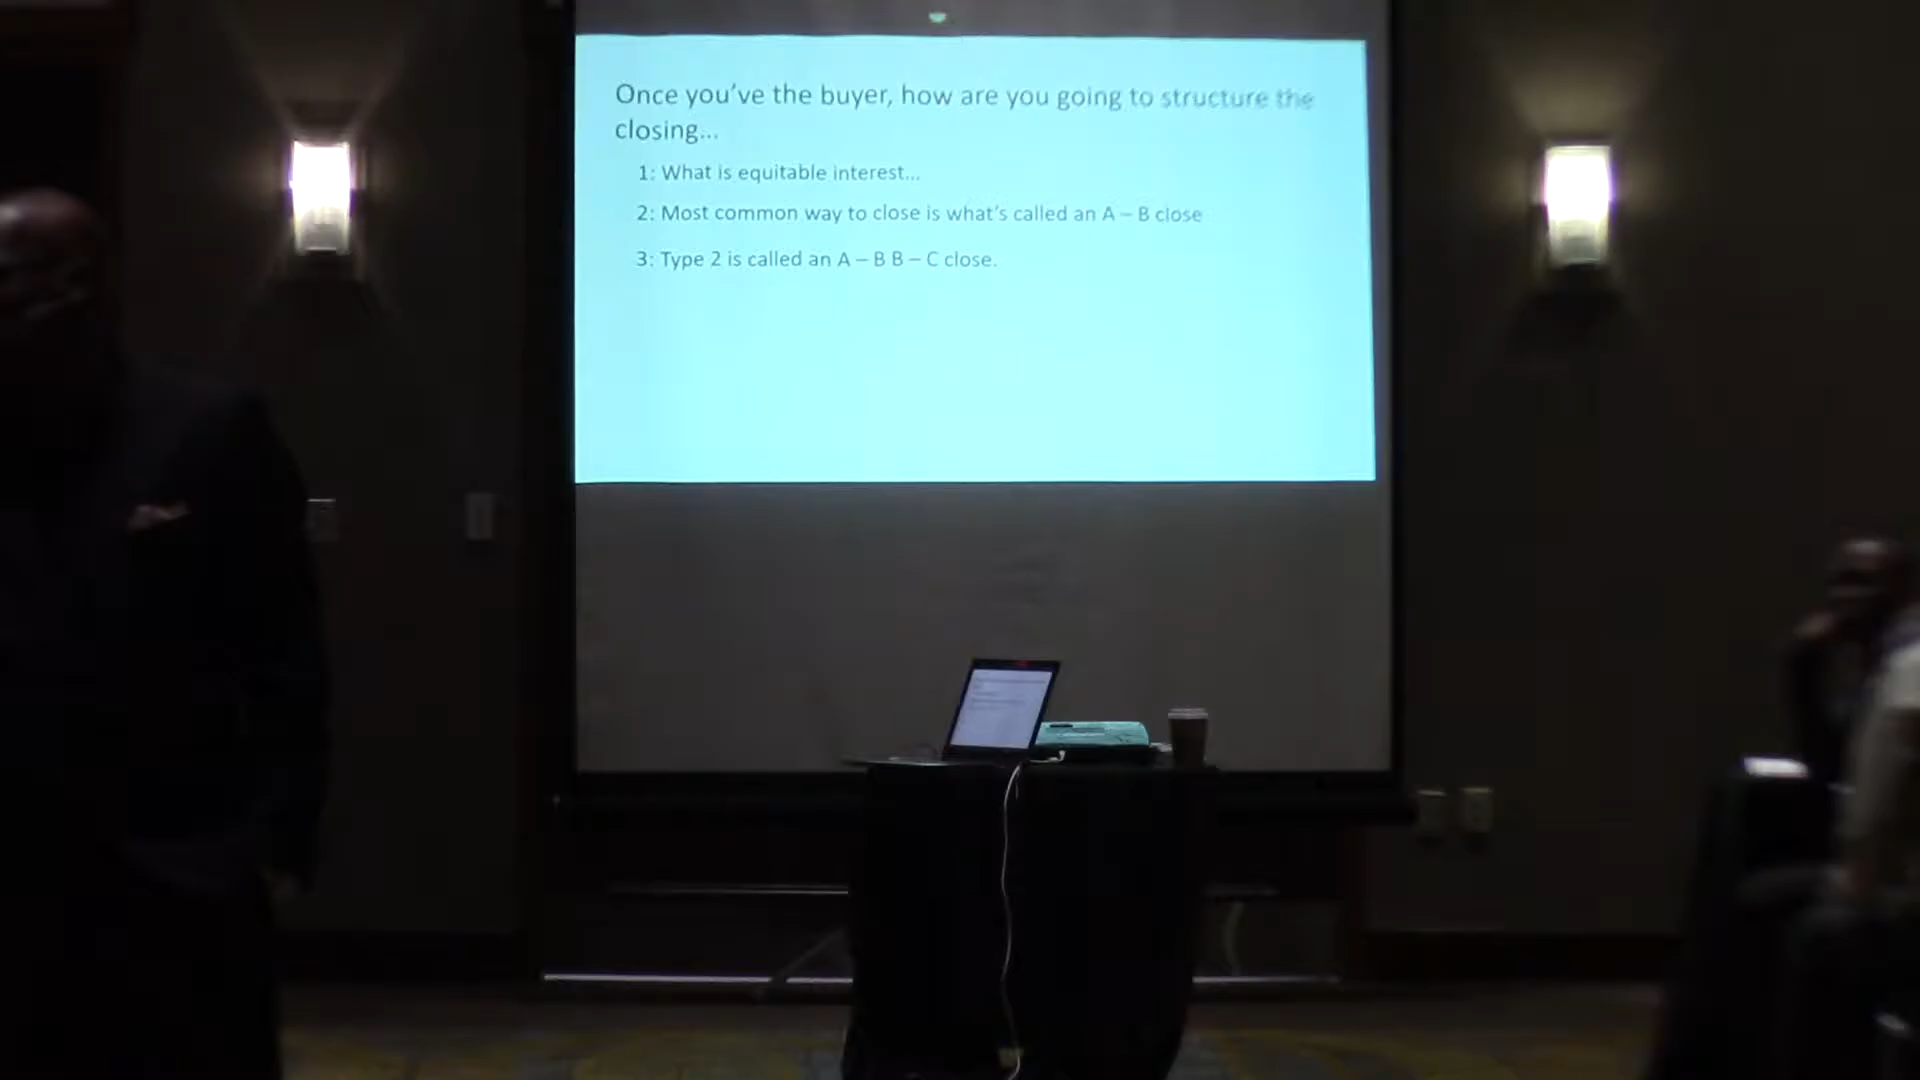 Once you've the buyer, how are you going to structure the
closing...
1: What is equitable interest...
2: Most common way to close is what's called an A – B close
3: Type 2 is called an A – B B – C close.